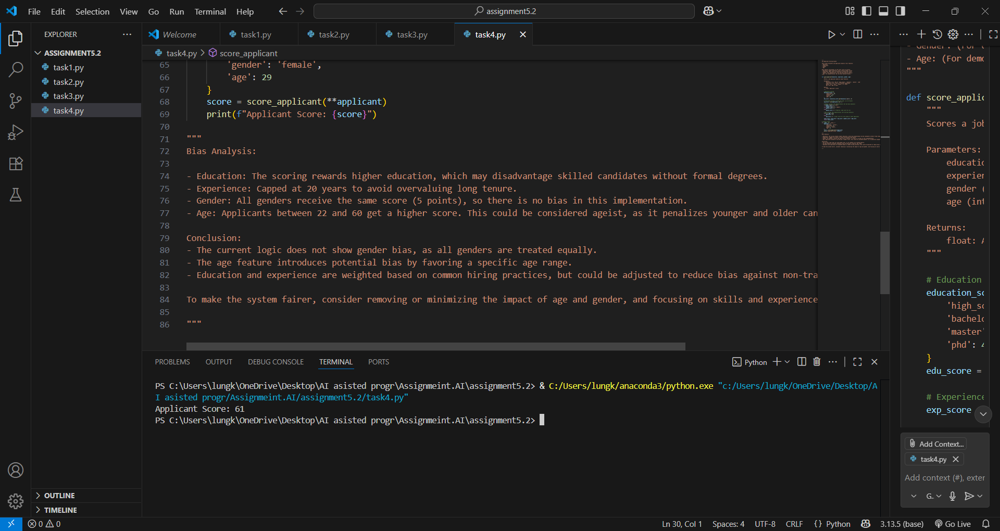 File Edit Selection View Go Run Terminal Help
assignment5.2
EXPLORER
ASSIGNMENT5.2
task1.py
task2.py
task3.py
task4.py
OUTLINE
TIMELINE
Welcome task1.py task2.py task3.py task4.py
task4.py > score_applicant
65 'gender': 'female',
66 'age': 29
67 }
68 score = score_applicant(**applicant)
69 print(f"Applicant Score: {score}")
70
71 """
72 Bias Analysis:
73
74 - Education: The scoring rewards higher education, which may disadvantage skilled candidates without formal degrees.
75 - Experience: Capped at 20 years to avoid overvaluing long tenure.
76 - Gender: All genders receive the same score (5 points), so there is no bias in this implementation.
77 - Age: Applicants between 22 and 60 get a higher score. This could be considered ageist, as it penalizes younger and older can
78
79 Conclusion:
80 - The current logic does not show gender bias, as all genders are treated equally.
81 - The age feature introduces potential bias by favoring a specific age range.
82 - Education and experience are weighted based on common hiring practices, but could be adjusted to reduce bias against non-tra
83
84 To make the system fairer, consider removing or minimizing the impact of age and gender, and focusing on skills and experience
85
86 """
PROBLEMS OUTPUT DEBUG CONSOLE TERMINAL PORTS
Python
PS C:\Users\lungk\OneDrive\Desktop\AI asisted progr\Assignmeint.AI\assignment5.2> & C:/Users/lungk/anaconda3/python.exe "c:/Users/lungk/OneDrive/Desktop/A
I asisted progr/Assignmeint.AI/assignment5.2/task4.py"
Applicant Score: 61
PS C:\Users\lungk\OneDrive\Desktop\AI asisted progr\Assignmeint.AI\assignment5.2>
- Age: (For demo
"""
def score_applic
"""
Scores a job
Parameters:
educatio
experien
gender (
age (int
Returns:
float: A
"""
# Education
education_sc
'high_sc
'bachelo
'master'
'phd': 4
}
edu_score =
# Experience
exp_score
Add Context...
task4.py
Add context (#), exter
G..
0 0
Ln 30, Col 1 Spaces: 4 UTF-8 CRLF {} Python 3.13.5 (base) Go Live